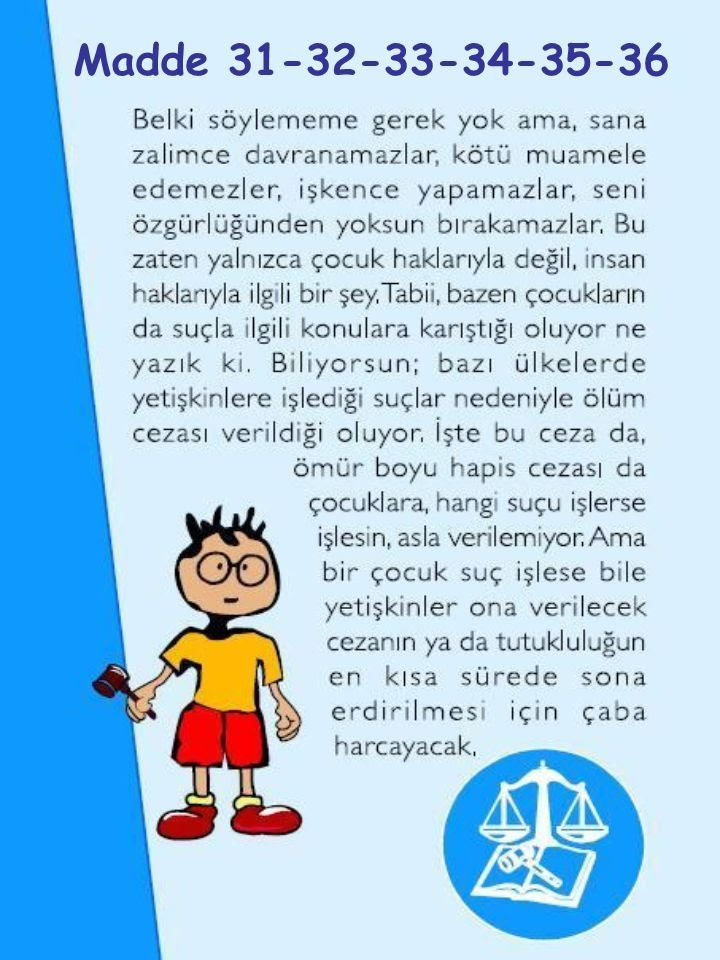 Madde 31-32-33-34-35-36
Belki söylememe gerek yok ama, sana
zalimce davranamazlar, kötü muamele
edemezler, işkence yapamazlar, seni
özgürlüğünden yoksun bırakamazlar. Bu
zaten yalnızca çocuk haklarıyla değil, insan
haklarıyla ilgili bir şey. Tabii, bazen çocukların
da suçla ilgili konulara karıştığı oluyor ne
yazık ki. Biliyorsun; bazı ülkelerde
yetişkinlere işlediği suçlar nedeniyle ölüm
cezası verildiği oluyor. İşte bu ceza da,
ömür boyu hapis cezası da
çocuklara, hangi suçu işlerse
işlesin, asla verilemiyor. Ama
bir çocuk suç işlese bile
yetişkinler ona verilecek
cezanın ya da tutukluluğun
en kısa sürede sona
erdirilmesi için çaba
harcayacak.